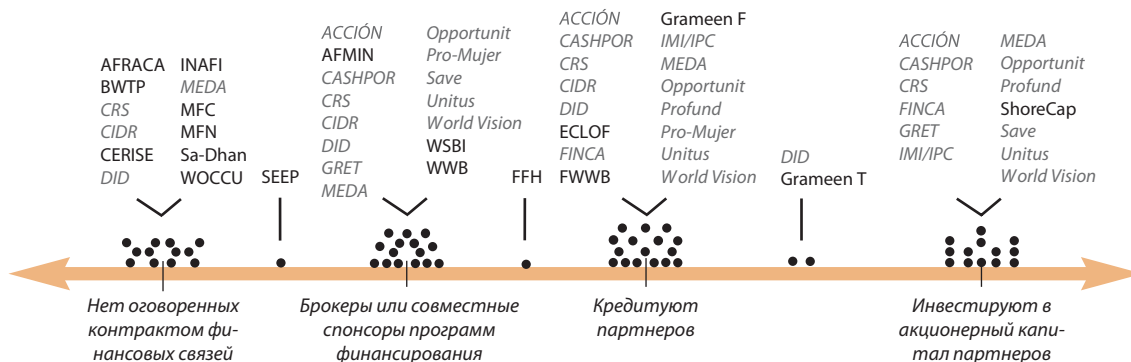 AFRACA INAFI
BWTP MEDA
CRS MFC
CIDR MFN
CERISE Sa-Dhan
DID WOCCU
SEEP
ACCIÓN Opportunit
AFMIN Pro-Mujer
CASHPOR Save
CRS Unitus
CIDR World Vision
DID WSBI
GRET WWB
MEDA
FFH
ACCIÓN Grameen F
CASHPOR IMI/IPC
CRS MEDA
CIDR Opportunit
DID Profund
ECLOF Pro-Mujer
FINCA Unitus
FWWB World Vision
DID
Grameen T
ACCIÓN MEDA
CASHPOR Opportunit
CRS Profund
FINCA ShoreCap
GRET Save
IMI/IPC Unitus
World Vision
Нет оговоренных
контрактом фи-
нансовых связей
Брокеры или совместные
спонсоры программ
финансирования
Кредитуют
партнеров
Инвестируют в
акционерный капи-
тал партнеров